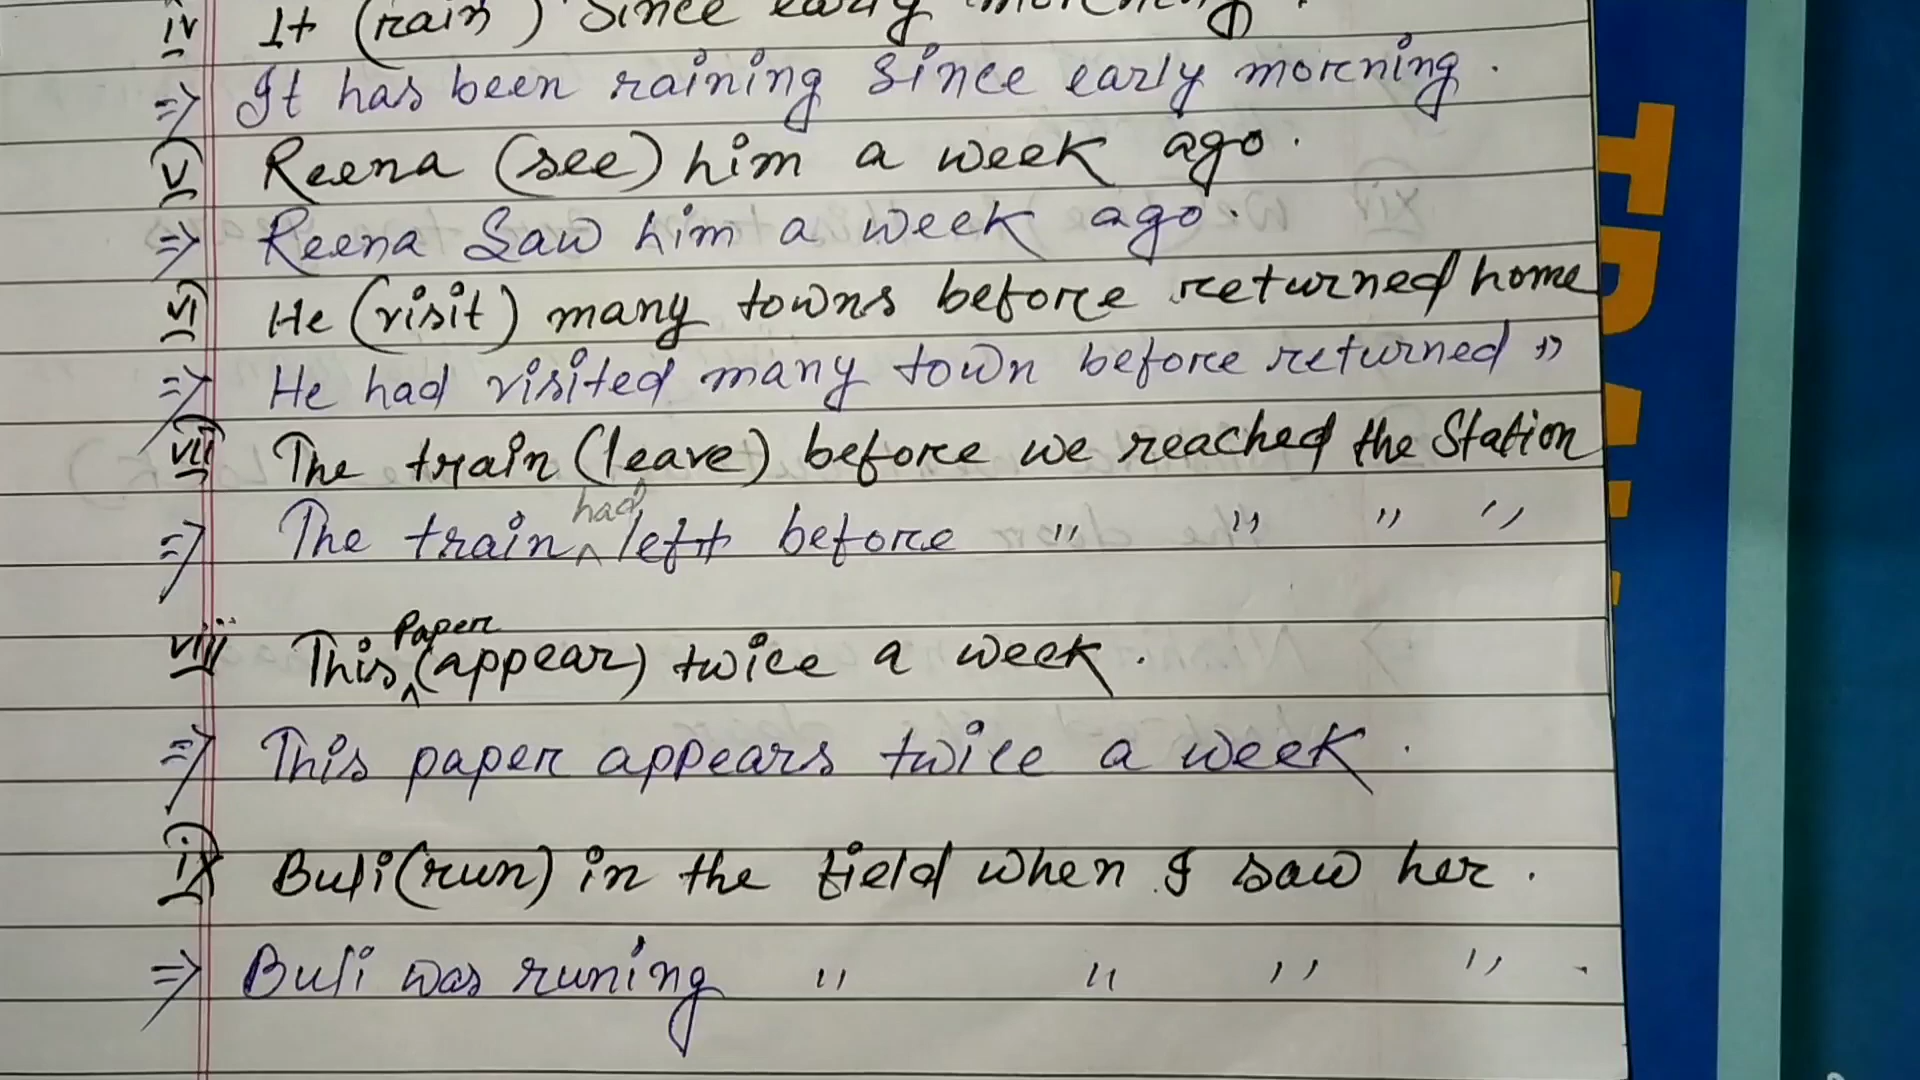 iv It (rain) Since early morning.
=> It has been raining Since early morning.
v Reena (see) him a week ago.
=> Reena Saw him a week ago.
vi He (visit) many towns before returned home
=> He had visited many town before returned "
vii The train (leave) before we reached the Station
=> The train had left before " " " "
viii This Paper (appear) twice a week.
=> This paper appears twice a week.
ix Buli (run) in the field when I saw her.
=> Buli was runing " " " " .